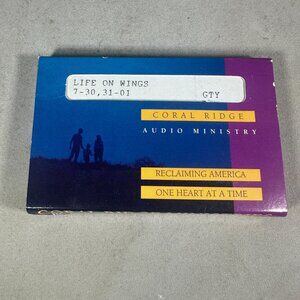 LIFE ON WINGS
7-30,31-01 GTY
CORAL RIDGE
AUDIO MINISTRY
RECLAIMING AMERICA
ONE HEART AT A TIME